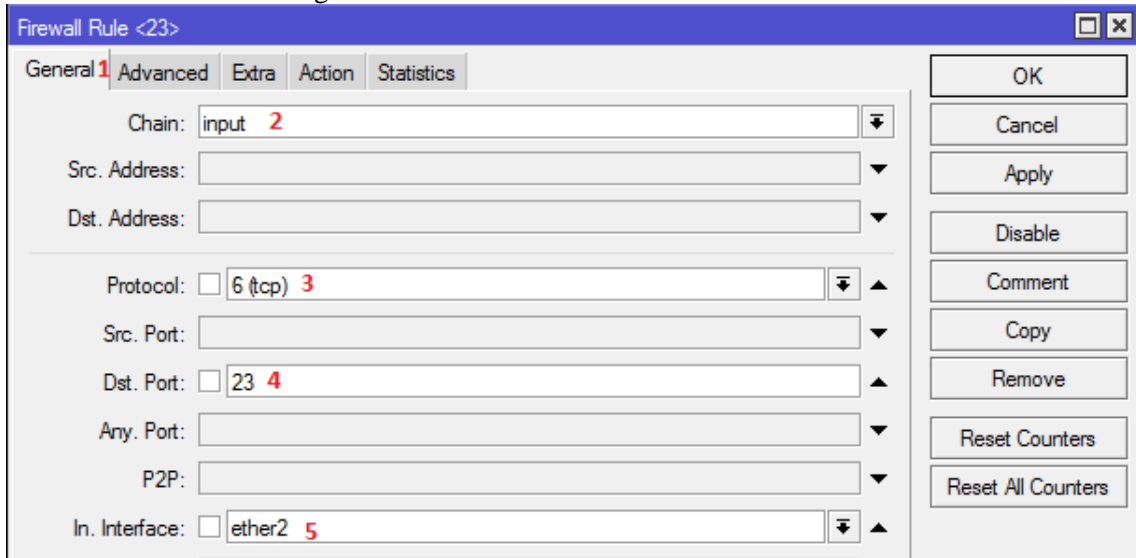 Firewall Rule <23>
General 1 Advanced Extra Action Statistics
OK
Chain: input 2
Cancel
Src. Address:
Apply
Dst. Address:
Disable
Protocol: 6 (tcp) 3
Comment
Src. Port:
Copy
Dst. Port: 23 4
Remove
Any. Port:
Reset Counters
P2P:
Reset All Counters
In. Interface: ether2 5